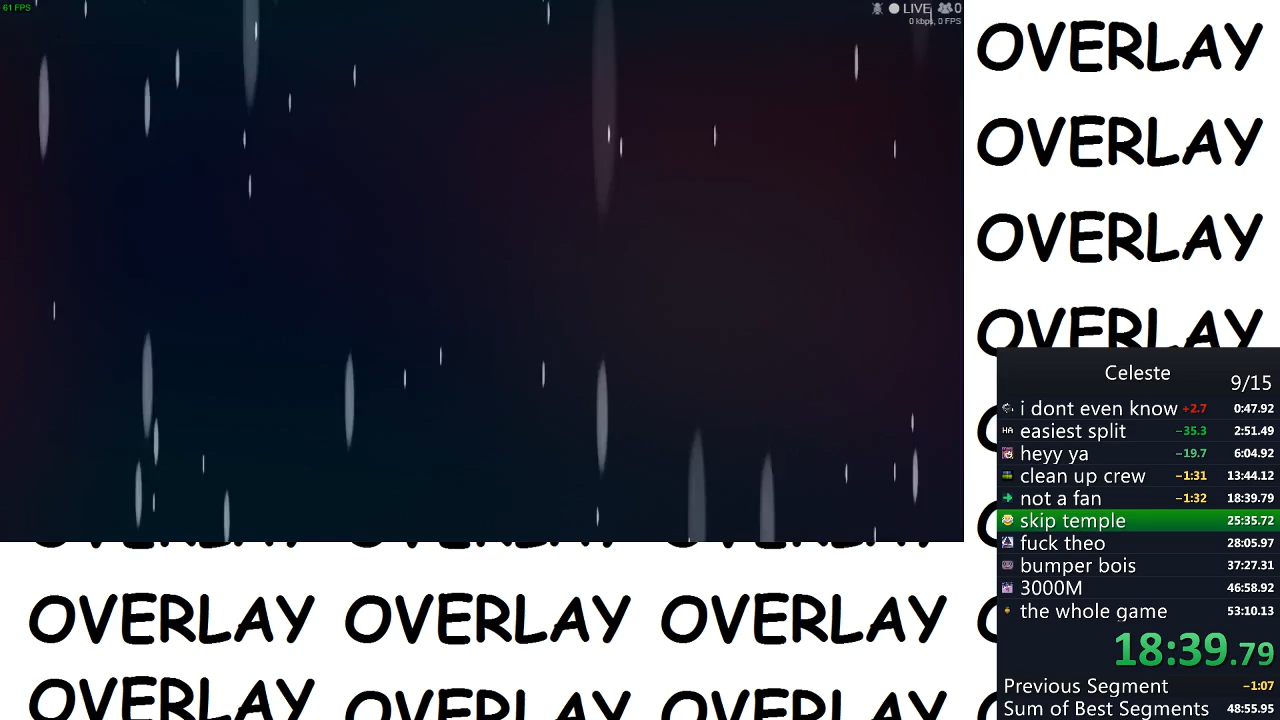 61 FPS
LIVE 0
0 kbps, 0 FPS
OVERLAY
OVERLAY
OVERLAY
OVERLAY
Celeste
9/15
i dont even know +2.7 0:47.92
easiest split −35.3 2:51.49
heyy ya −19.7 6:04.92
clean up crew −1:31 13:44.12
not a fan −1:32 18:39.79
skip temple 25:35.72
fuck theo 28:05.97
bumper bois 37:27.31
3000M 46:58.92
the whole game 53:10.13
18:39.79
Previous Segment −1:07
Sum of Best Segments 48:55.95
OVERLAY OVERLAY OVERLAY
OVERLAY OVERLAY OVERLAY